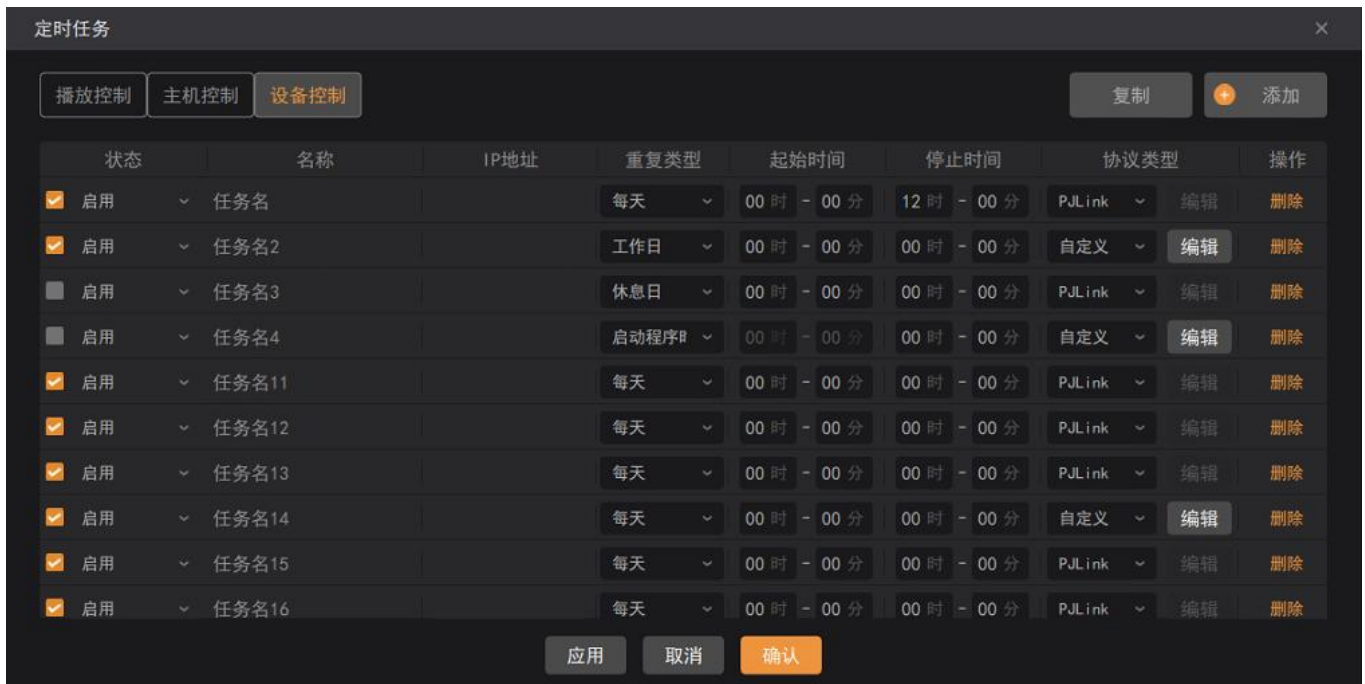 定时任务
播放控制 主机控制 设备控制 复制 添加
状态 名称 IP地址 重复类型 起始时间 停止时间 协议类型 操作
启用 任务名 每天 00 时 - 00 分 12 时 - 00 分 PJLink 编辑 删除
启用 任务名2 工作日 00 时 - 00 分 00 时 - 00 分 自定义 编辑 删除
启用 任务名3 休息日 00 时 - 00 分 00 时 - 00 分 PJLink 编辑 删除
启用 任务名4 启动程序时 00 时 - 00 分 00 时 - 00 分 自定义 编辑 删除
启用 任务名11 每天 00 时 - 00 分 00 时 - 00 分 PJLink 编辑 删除
启用 任务名12 每天 00 时 - 00 分 00 时 - 00 分 PJLink 编辑 删除
启用 任务名13 每天 00 时 - 00 分 00 时 - 00 分 PJLink 编辑 删除
启用 任务名14 每天 00 时 - 00 分 00 时 - 00 分 自定义 编辑 删除
启用 任务名15 每天 00 时 - 00 分 00 时 - 00 分 PJLink 编辑 删除
启用 任务名16 每天 00 时 - 00 分 00 时 - 00 分 PJLink 编辑 删除
应用 取消 确认